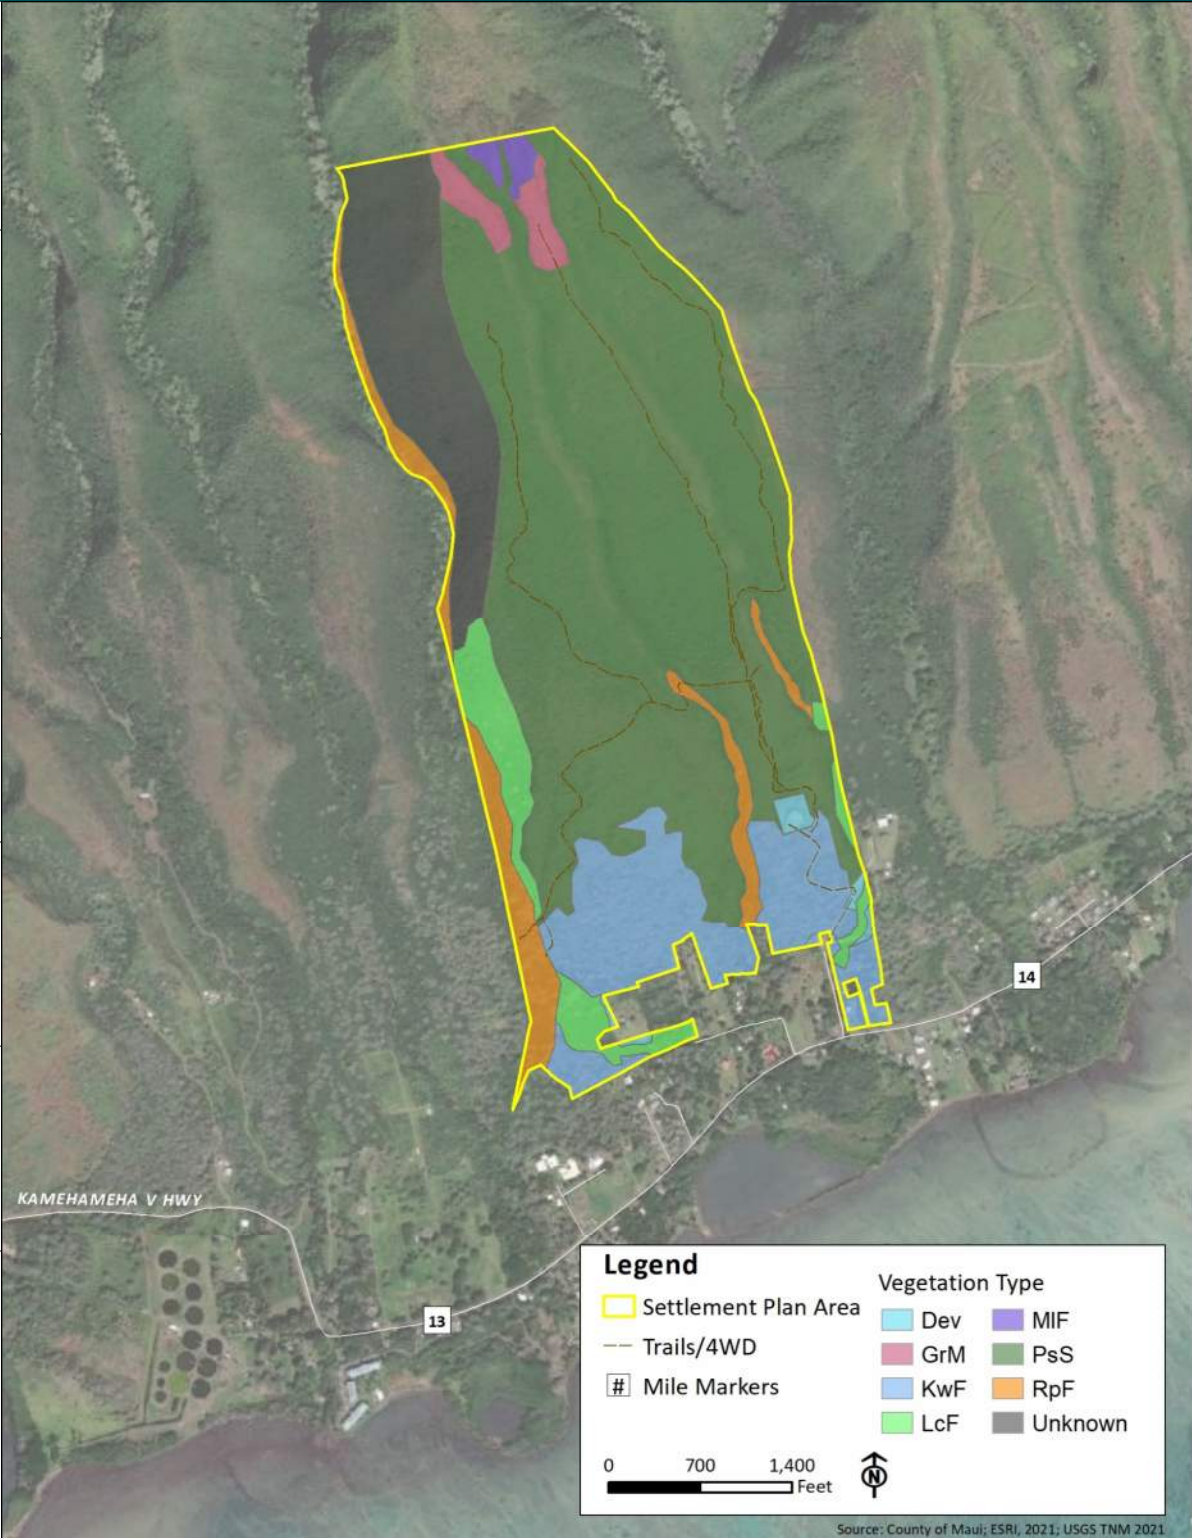 14
KAMEHAMEHA V HWY
13
Legend
Settlement Plan Area
Trails/4WD
# Mile Markers
0 700 1,400
Feet
N
Vegetation Type
Dev MIF
GrM PsS
KwF RpF
LcF Unknown
Source: County of Maui; ESRI, 2021; USGS TNM 2021